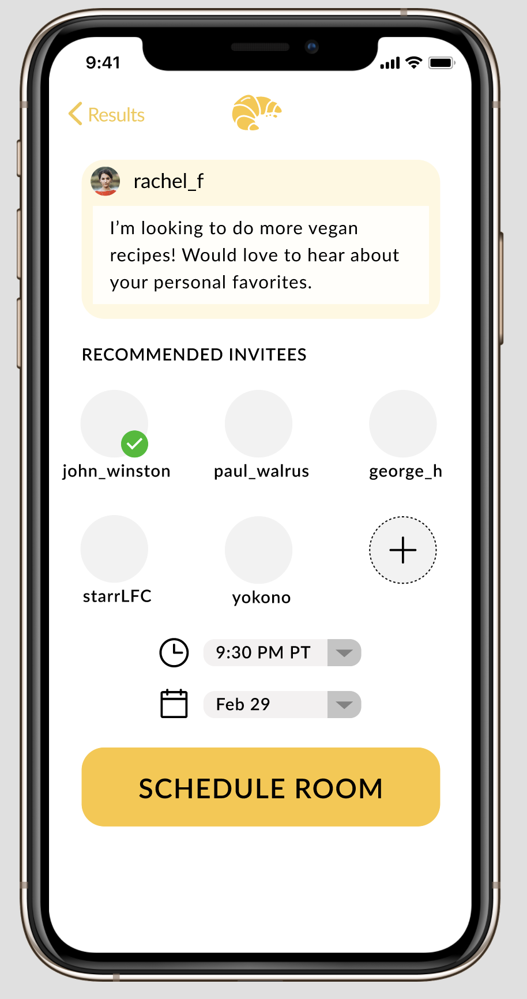 9:41
Results
rachel_f
I’m looking to do more vegan
recipes! Would love to hear about
your personal favorites.
RECOMMENDED INVITEES
john_winston
paul_walrus
george_h
starrLFC
yokono
9:30 PM PT
Feb 29
SCHEDULE ROOM